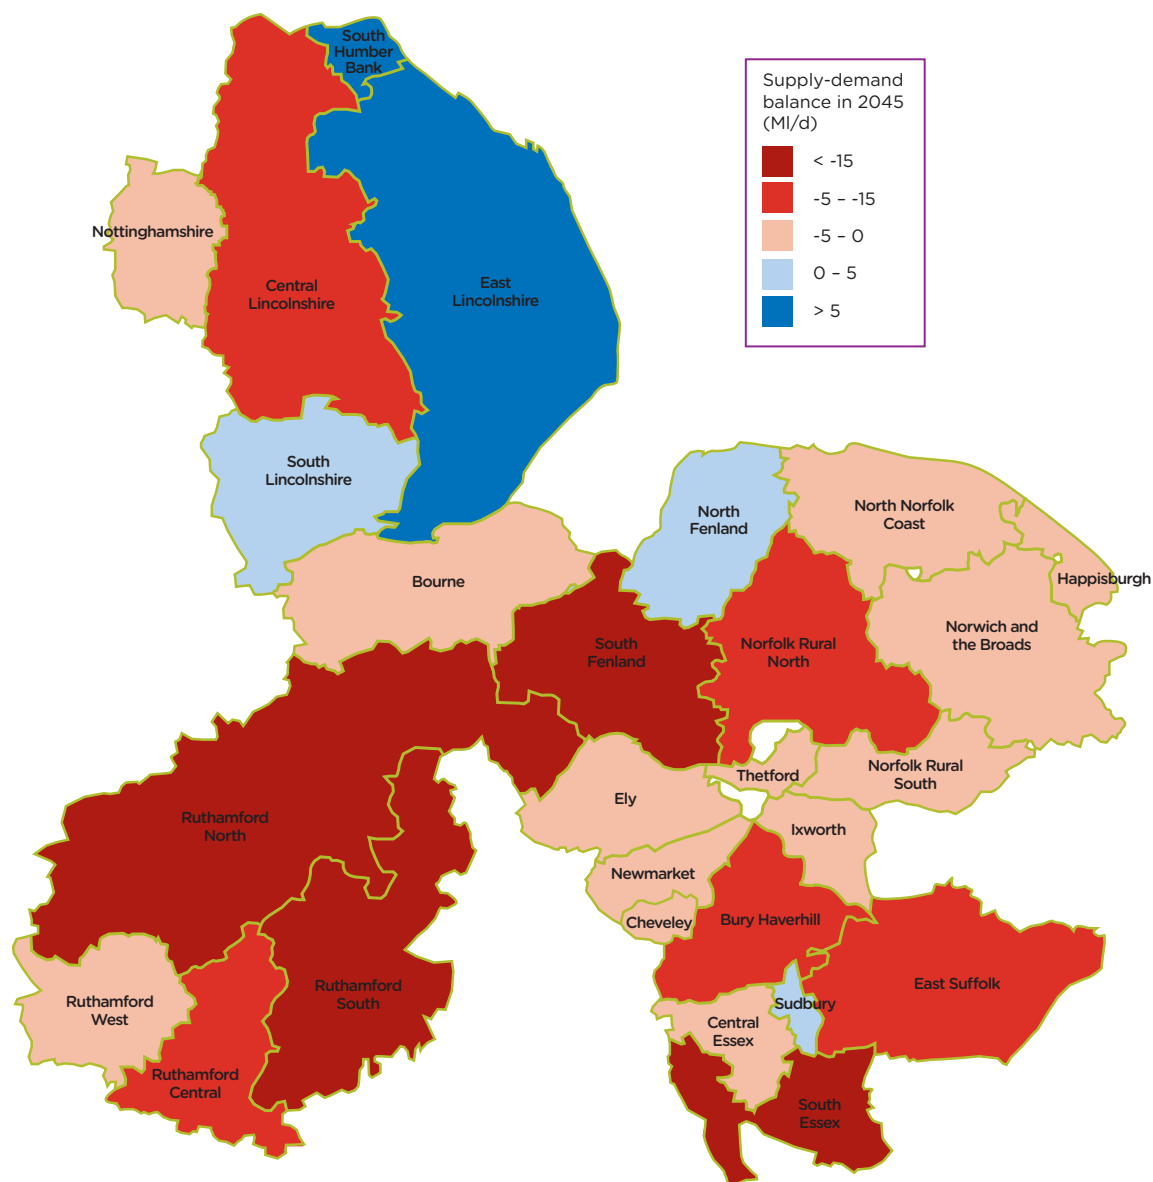 South
Humber
Bank
Supply-demand
balance in 2045
(Ml/d)
< -15
-5 – -15
-5 – 0
0 – 5
> 5
Nottinghamshire
Central
Lincolnshire
East
Lincolnshire
South
Lincolnshire
North
Fenland
North Norfolk
Coast
Bourne
Happisburgh
South
Fenland
Norfolk Rural
North
Norwich and
the Broads
Thetford
Norfolk Rural
South
Ely
Ixworth
Ruthamford
North
Newmarket
Cheveley
Bury Haverhill
East Suffolk
Ruthamford
South
Ruthamford
West
Sudbury
Central
Essex
Ruthamford
Central
South
Essex